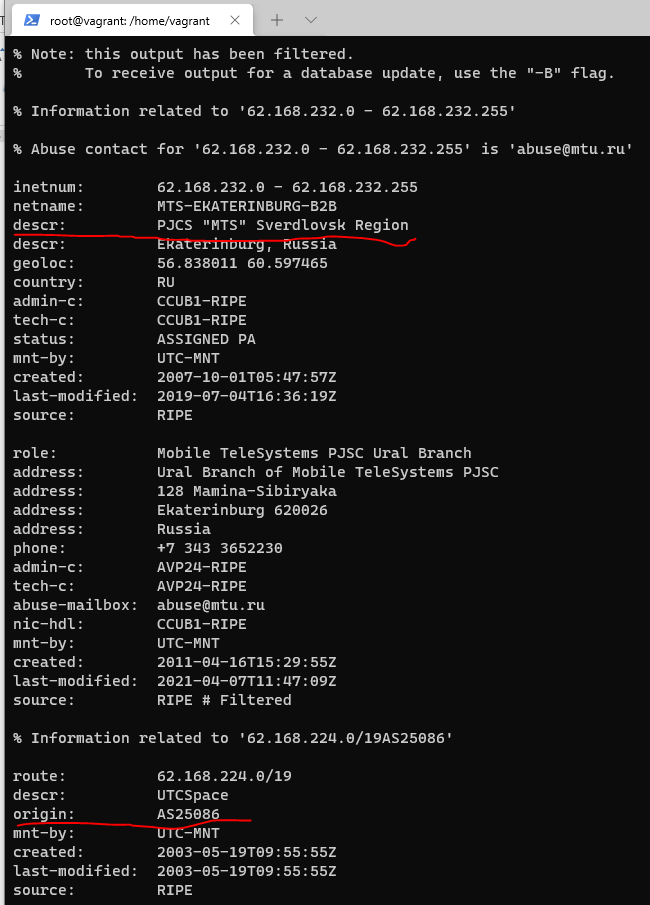 root@vagrant: /home/vagrant
% Note: this output has been filtered.
%       To receive output for a database update, use the "-B" flag.
% Information related to '62.168.232.0 - 62.168.232.255'
% Abuse contact for '62.168.232.0 - 62.168.232.255' is 'abuse@mtu.ru'
inetnum:        62.168.232.0 - 62.168.232.255
netname:        MTS-EKATERINBURG-B2B
descr:          PJCS "MTS" Sverdlovsk Region
descr:          Ekaterinburg, Russia
geoloc:         56.838011 60.597465
country:        RU
admin-c:        CCUB1-RIPE
tech-c:         CCUB1-RIPE
status:         ASSIGNED PA
mnt-by:         UTC-MNT
created:        2007-10-01T05:47:57Z
last-modified:  2019-07-04T16:36:19Z
source:         RIPE
role:           Mobile TeleSystems PJSC Ural Branch
address:        Ural Branch of Mobile TeleSystems PJSC
address:        128 Mamina-Sibiryaka
address:        Ekaterinburg 620026
address:        Russia
phone:          +7 343 3652230
admin-c:        AVP24-RIPE
tech-c:         AVP24-RIPE
abuse-mailbox:  abuse@mtu.ru
nic-hdl:        CCUB1-RIPE
mnt-by:         UTC-MNT
created:        2011-04-16T15:29:55Z
last-modified:  2021-04-07T11:47:09Z
source:         RIPE # Filtered
% Information related to '62.168.224.0/19AS25086'
route:          62.168.224.0/19
descr:          UTCSpace
origin:         AS25086
mnt-by:         UTC-MNT
created:        2003-05-19T09:55:55Z
last-modified:  2003-05-19T09:55:55Z
source:         RIPE